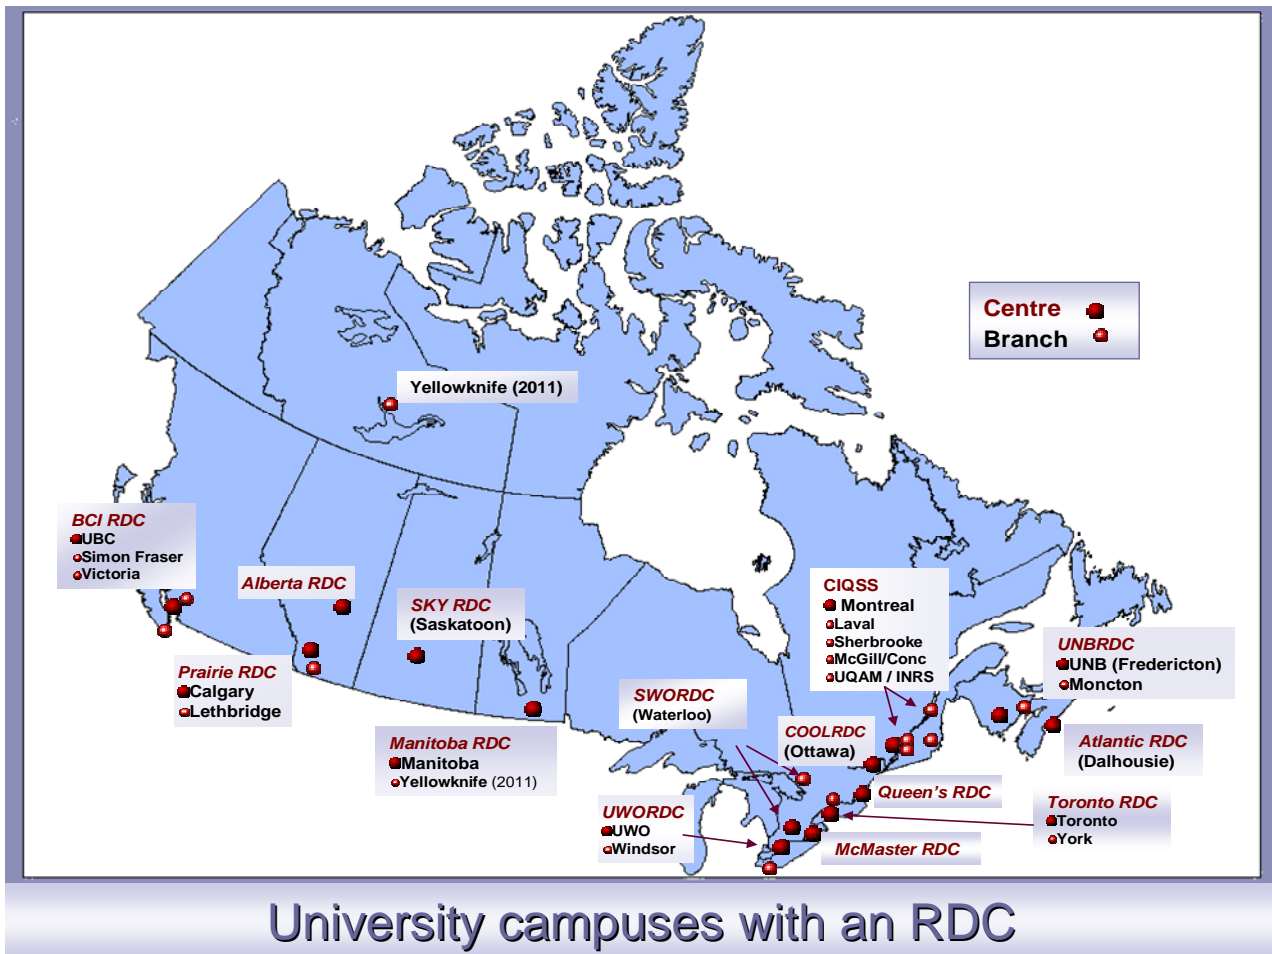 Centre
Branch
Yellowknife (2011)
BCI RDC
UBC
Simon Fraser
Victoria
Alberta RDC
SKY RDC
(Saskatoon)
Prairie RDC
Calgary
Lethbridge
Manitoba RDC
Manitoba
Yellowknife (2011)
SWORDC
(Waterloo)
UWORDC
UWO
Windsor
COOLRDC
(Ottawa)
CIQSS
Montreal
Laval
Sherbrooke
McGill/Conc
UQAM / INRS
UNBRDC
UNB (Fredericton)
Moncton
Atlantic RDC
(Dalhousie)
Queen's RDC
Toronto RDC
Toronto
York
McMaster RDC
University campuses with an RDC